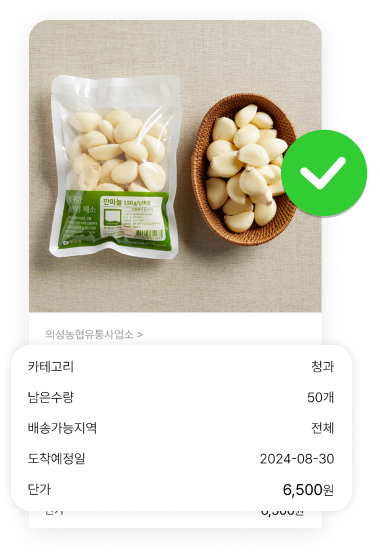 채소
깐마늘 150g/난지
의성농협유통사업소 >
카테고리 청과
남은수량 50개
배송가능지역 전체
도착예정일 2024-08-30
단가 6,500원
단가 6,500원